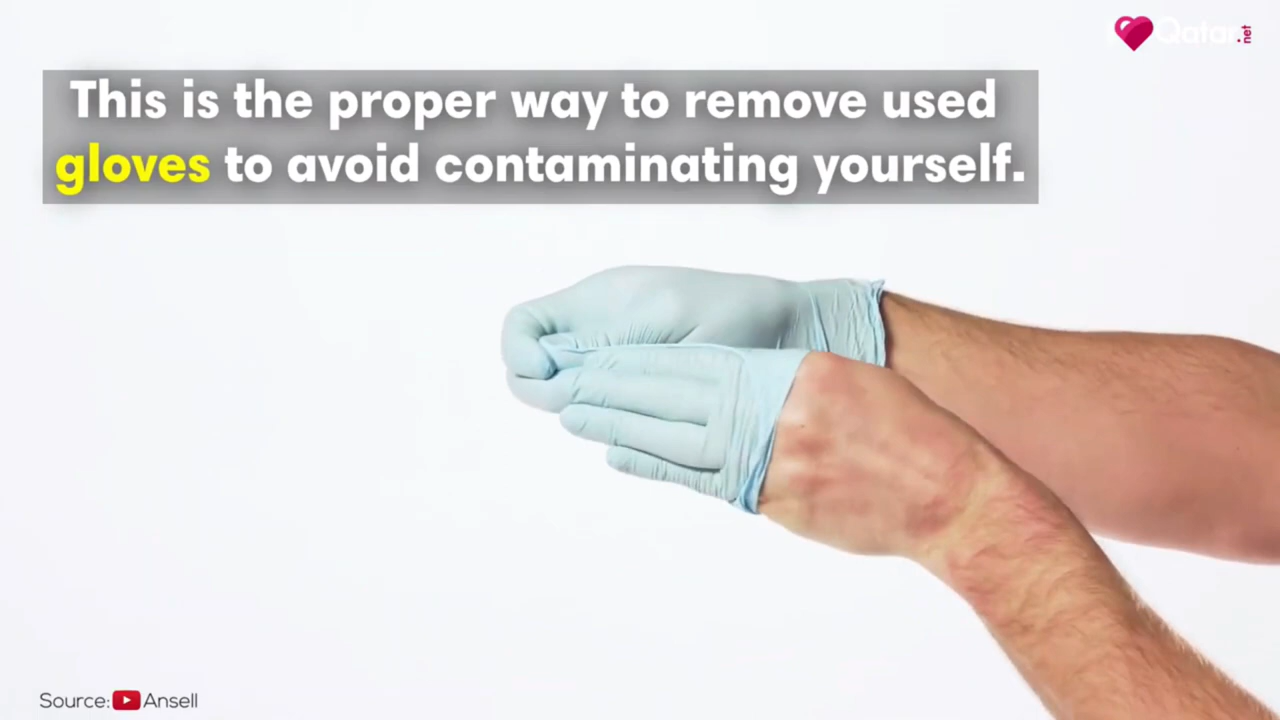 Qatar.net
This is the proper way to remove used
gloves to avoid contaminating yourself.
Source: Ansell